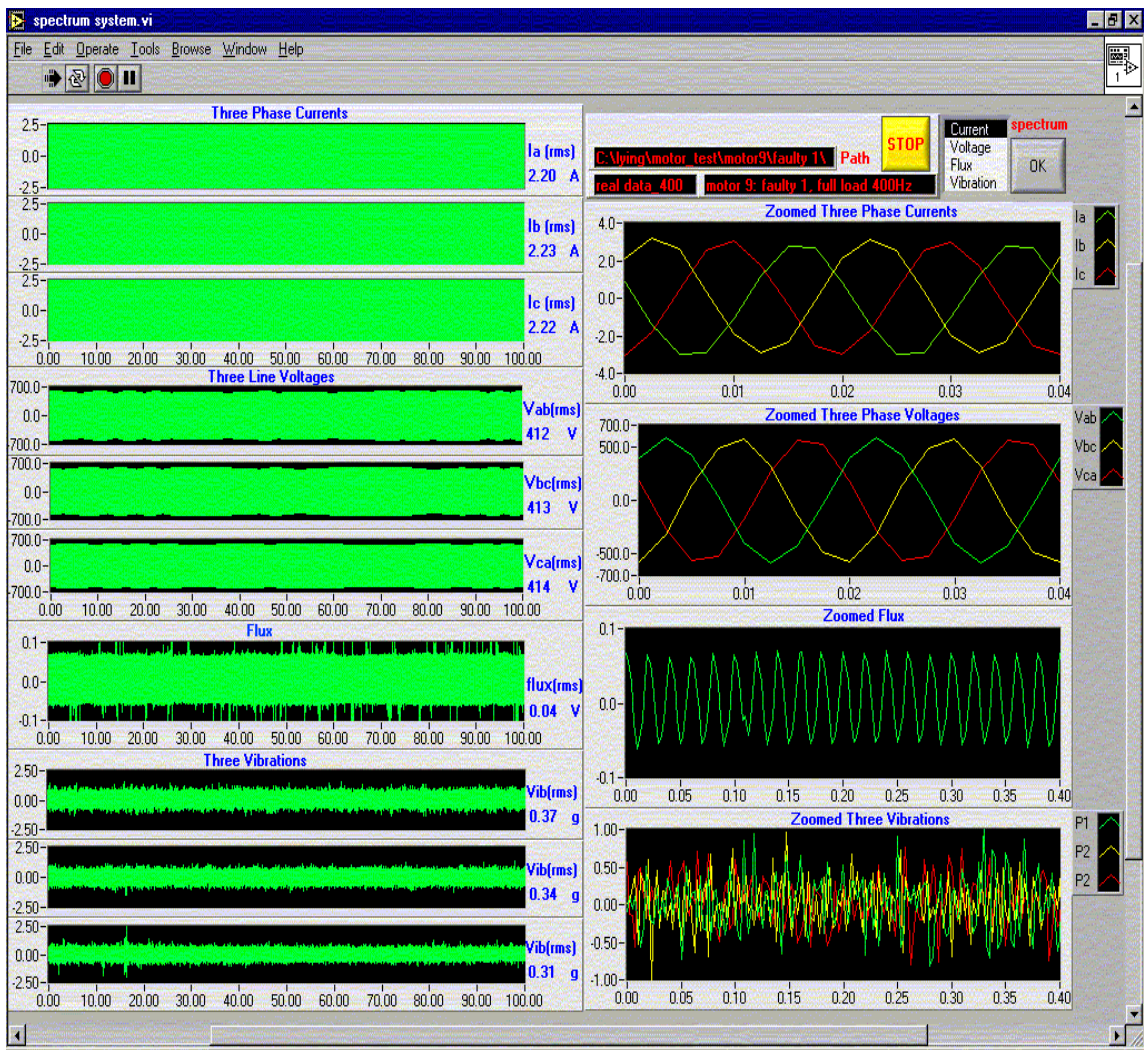 spectrum system.vi
File Edit Operate Tools Browse Window Help
1
Three Phase Currents
2.5
0.0
-2.5
Ia (rms)
2.20 A
2.5
0.0
-2.5
Ib (rms)
2.23 A
2.5
0.0
-2.5
Ic (rms)
2.22 A
0.00 10.00 20.00 30.00 40.00 50.00 60.00 70.00 80.00 90.00 100.00
Three Line Voltages
700.0
0.0
-700.0
Vab(rms)
412 V
700.0
0.0
-700.0
Vbc(rms)
413 V
700.0
0.0
-700.0
Vca(rms)
414 V
0.00 10.00 20.00 30.00 40.00 50.00 60.00 70.00 80.00 90.00 100.00
Flux
0.1
0.0
-0.1
flux(rms)
0.04 V
0.00 10.00 20.00 30.00 40.00 50.00 60.00 70.00 80.00 90.00 100.00
Three Vibrations
2.50
0.00
-2.50
Vib(rms)
0.37 g
2.50
0.00
-2.50
Vib(rms)
0.34 g
2.50
0.00
-2.50
Vib(rms)
0.31 g
0.00 10.00 20.00 30.00 40.00 50.00 60.00 70.00 80.00 90.00 100.00
C:\lying\motor_test\motor9\faulty 1\ Path
STOP
real data_400 motor 9: faulty 1, full load 400Hz
Current
Voltage
Flux
Vibration
spectrum
OK
Zoomed Three Phase Currents
4.0
2.0
0.0
-2.0
-4.0
0.00 0.01 0.02 0.03 0.04
Ia
Ib
Ic
Zoomed Three Phase Voltages
700.0
500.0
0.0
-500.0
-700.0
0.00 0.01 0.02 0.03 0.04
Vab
Vbc
Vca
Zoomed Flux
0.1
0.0
-0.1
0.00 0.05 0.10 0.15 0.20 0.25 0.30 0.35 0.40
Zoomed Three Vibrations
1.00
0.50
0.00
-0.50
-1.00
0.00 0.05 0.10 0.15 0.20 0.25 0.30 0.35 0.40
P1
P2
P2